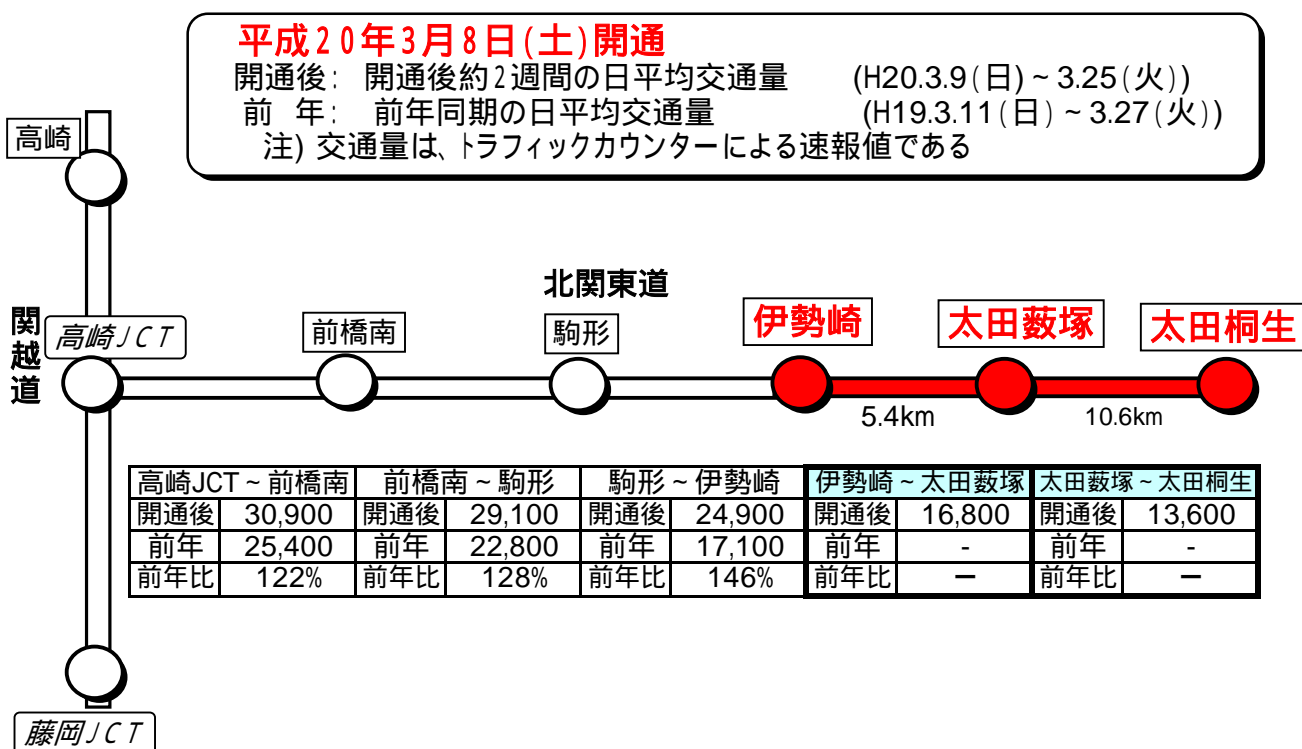 平成20年3月8日(土)開通
開通後: 開通後約2週間の日平均交通量 (H20.3.9(日)~3.25(火))
前 年: 前年同期の日平均交通量 (H19.3.11(日)~3.27(火))
注) 交通量は、トラフィックカウンターによる速報値である
高崎
北関東道
関越道
高崎JCT
前橋南
駒形
伊勢崎
太田薮塚
太田桐生
5.4km
10.6km
高崎JCT~前橋南 前橋南~駒形 駒形~伊勢崎 伊勢崎~太田薮塚 太田薮塚~太田桐生
開通後 30,900 開通後 29,100 開通後 24,900 開通後 16,800 開通後 13,600
前年 25,400 前年 22,800 前年 17,100 前年 - 前年 -
前年比 122% 前年比 128% 前年比 146% 前年比 ー 前年比 ー
藤岡JCT